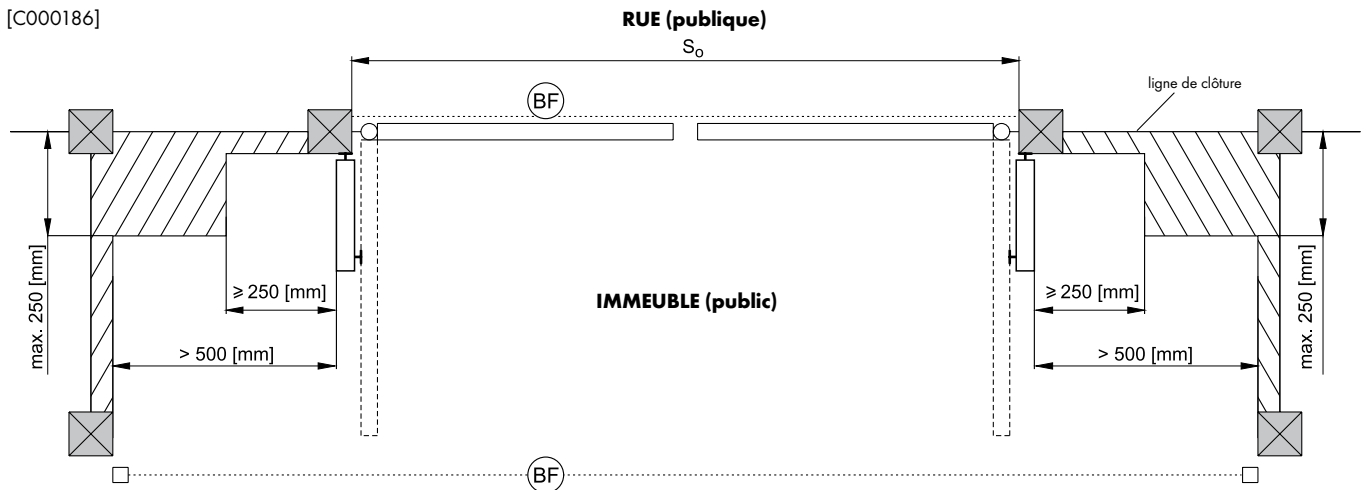 [C000186]
RUE (publique)
So
BF
ligne de clôture
max. 250 [mm]
⩾ 250 [mm]
> 500 [mm]
IMMEUBLE (public)
⩾ 250 [mm]
> 500 [mm]
max. 250 [mm]
BF